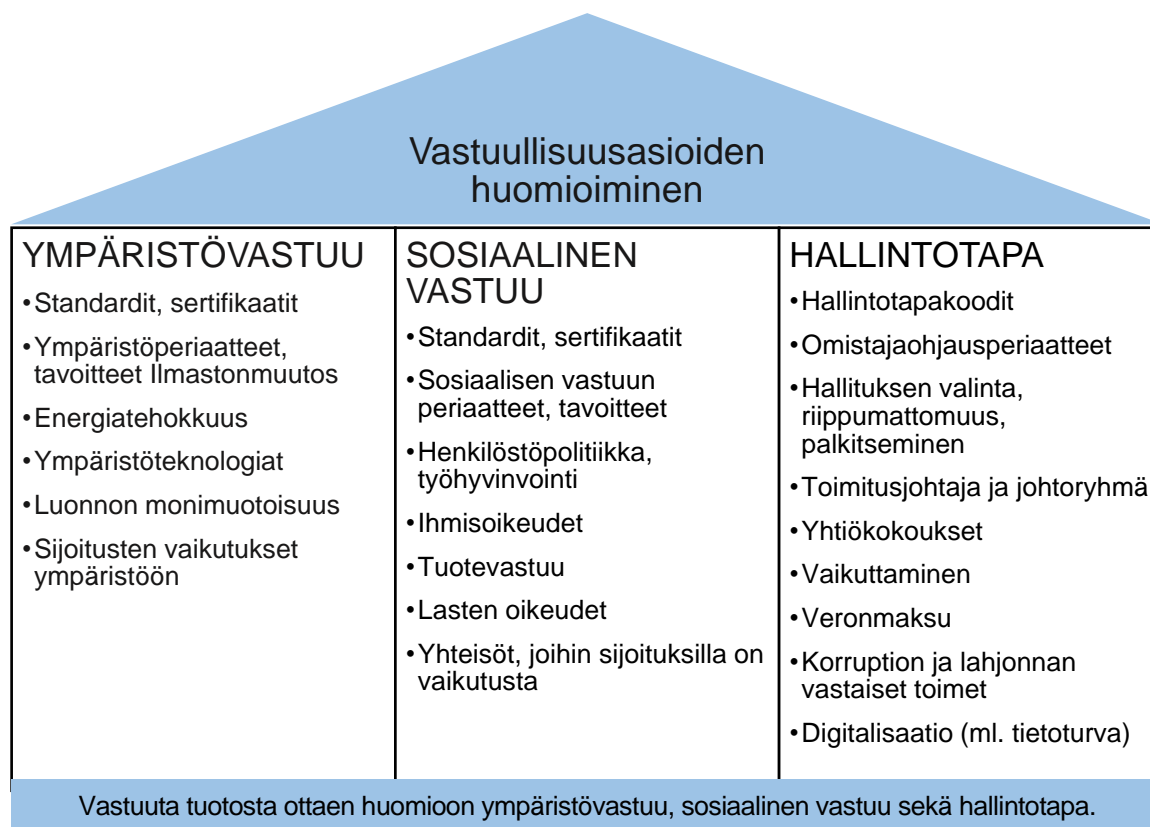 Vastuullisuusasioiden
huomioiminen
YMPÄRISTÖVASTUU
•Standardit, sertifikaatit
•Ympäristöperiaatteet,
tavoitteet Ilmastonmuutos
•Energiatehokkuus
•Ympäristöteknologiat
•Luonnon monimuotoisuus
•Sijoitusten vaikutukset
ympäristöön
SOSIAALINEN
VASTUU
•Standardit, sertifikaatit
•Sosiaalisen vastuun
periaatteet, tavoitteet
•Henkilöstöpolitiikka,
työhyvinvointi
•Ihmisoikeudet
•Tuotevastuu
•Lasten oikeudet
•Yhteisöt, joihin sijoituksilla on
vaikutusta
HALLINTOTAPA
•Hallintotapakoodit
•Omistajaohjausperiaatteet
•Hallituksen valinta,
riippumattomuus,
palkitseminen
•Toimitusjohtaja ja johtoryhmä
•Yhtiökokoukset
•Vaikuttaminen
•Veronmaksu
•Korruption ja lahjonnan
vastaiset toimet
•Digitalisaatio (ml. tietoturva)
Vastuuta tuotosta ottaen huomioon ympäristövastuu, sosiaalinen vastuu sekä hallintotapa.